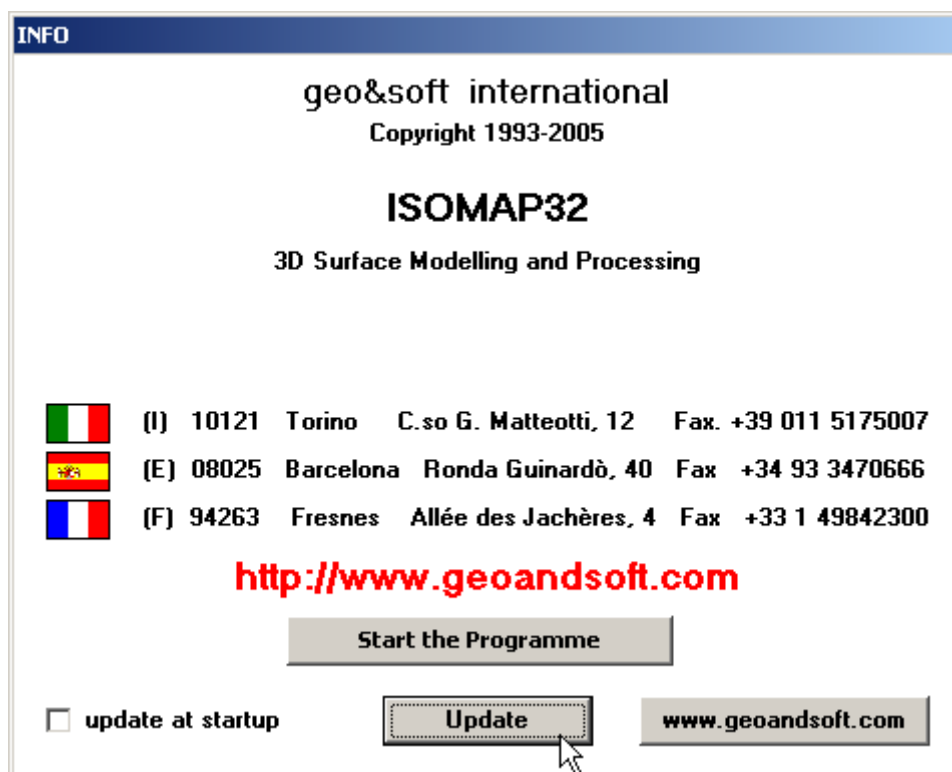 INFO
geo&soft international
Copyright 1993-2005
ISOMAP32
3D Surface Modelling and Processing
(I) 10121 Torino C.so G. Matteotti, 12 Fax. +39 011 5175007
(E) 08025 Barcelona Ronda Guinardò, 40 Fax +34 93 3470666
(F) 94263 Fresnes Allée des Jachères, 4 Fax +33 1 49842300
http://www.geoandsoft.com
Start the Programme
update at startup Update www.geoandsoft.com